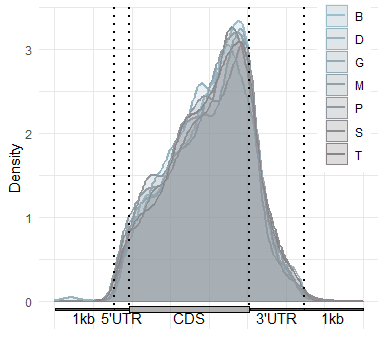 B
D
G
M
P
S
T
Density
3
2
1
0
1kb 5'UTR CDS 3'UTR 1kb